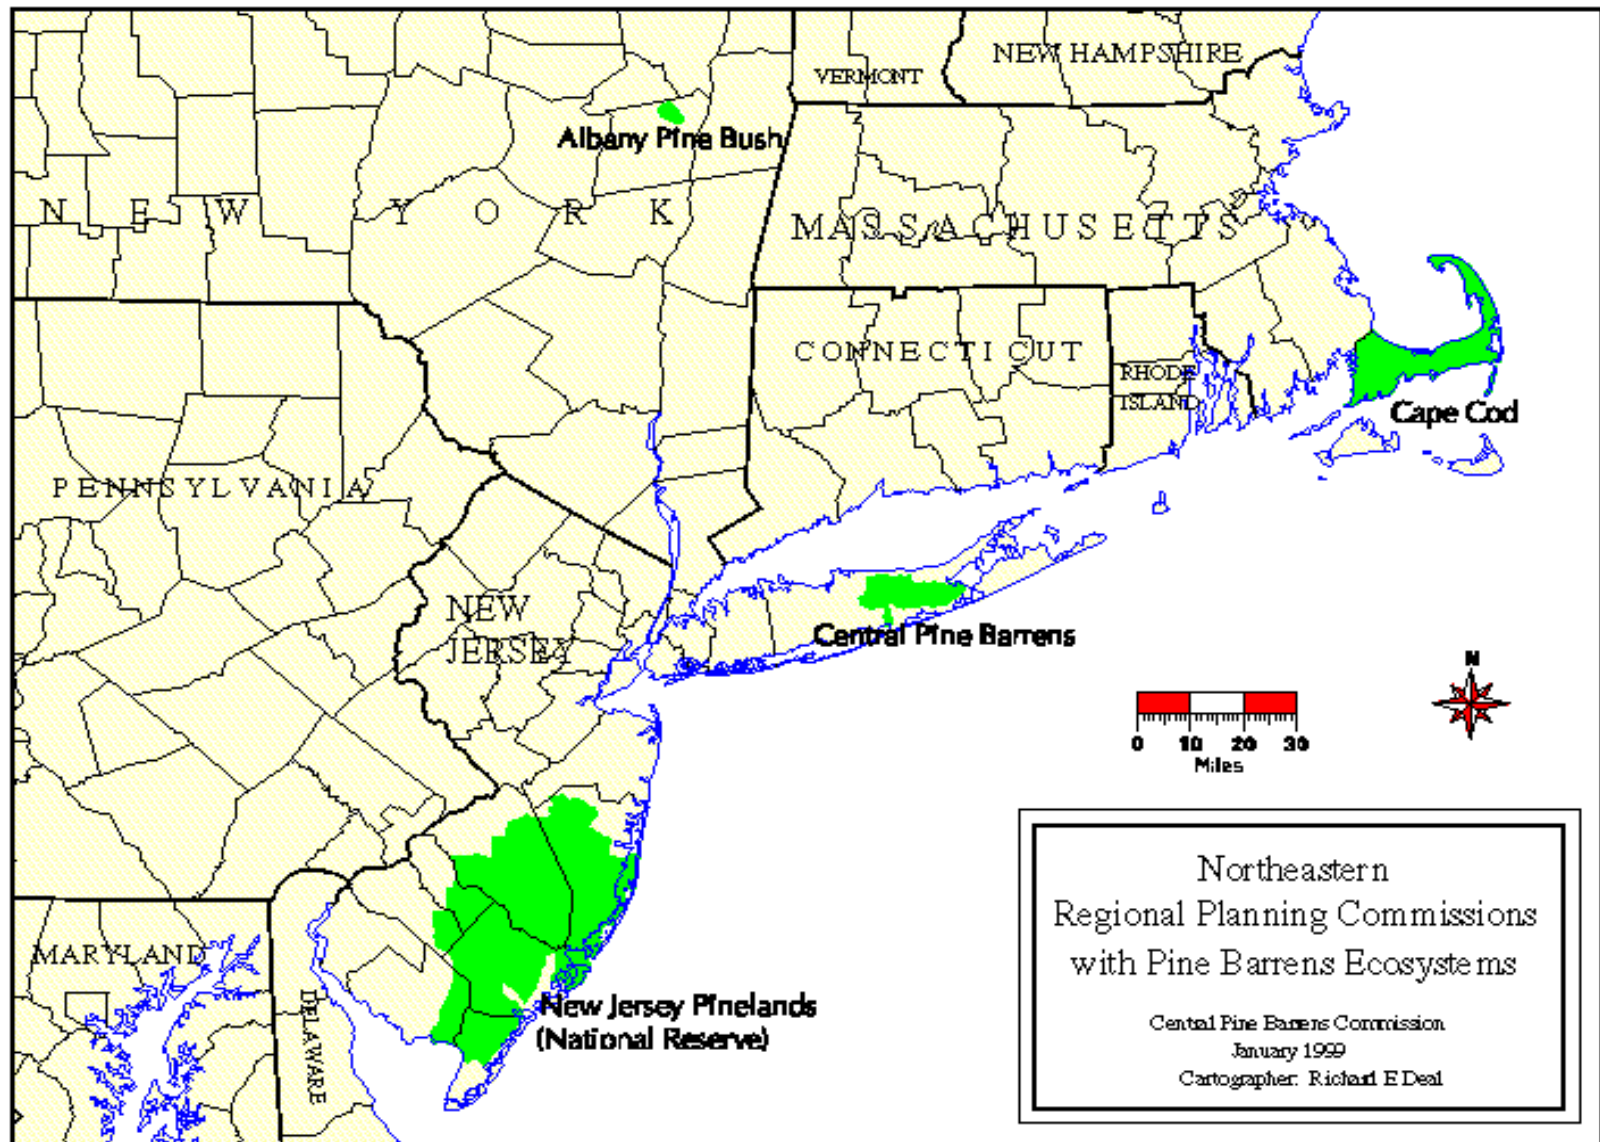 VERMONT
NEW HAMPSHIRE
Albany Pine Bush
NEW YORK
MASSACHUSETTS
CONNECTICUT
RHODE
ISLAND
Cape Cod
PENNSYLVANIA
NEW
JERSEY
Central Pine Barrens
N
0 10 20 30
Miles
MARYLAND
DELAWARE
New Jersey Pinelands
(National Reserve)
Northeastern
Regional Planning Commissions
with Pine Barrens Ecosystems
Central Pine Barrens Commission
January 1999
Cartographer: Richard E Deal